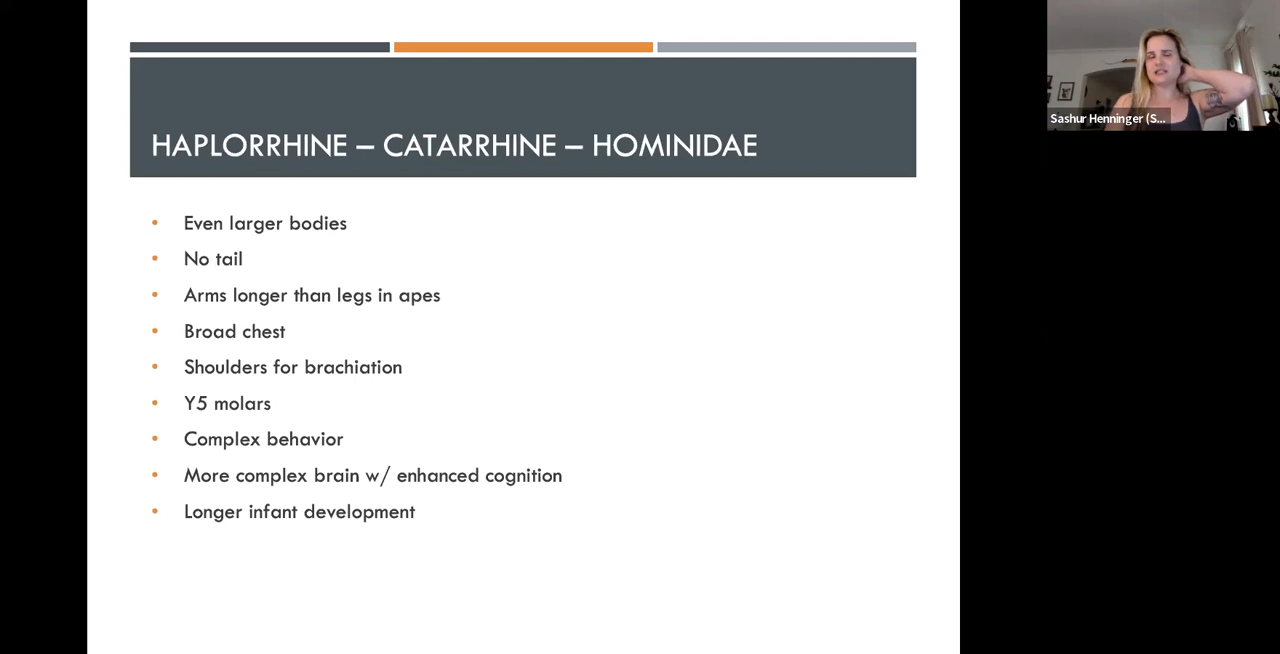 HAPLORRHINE – CATARRHINE – HOMINIDAE
• Even larger bodies
• No tail
• Arms longer than legs in apes
• Broad chest
• Shoulders for brachiation
• Y5 molars
• Complex behavior
• More complex brain w/ enhanced cognition
• Longer infant development
Sashur Henninger (S...